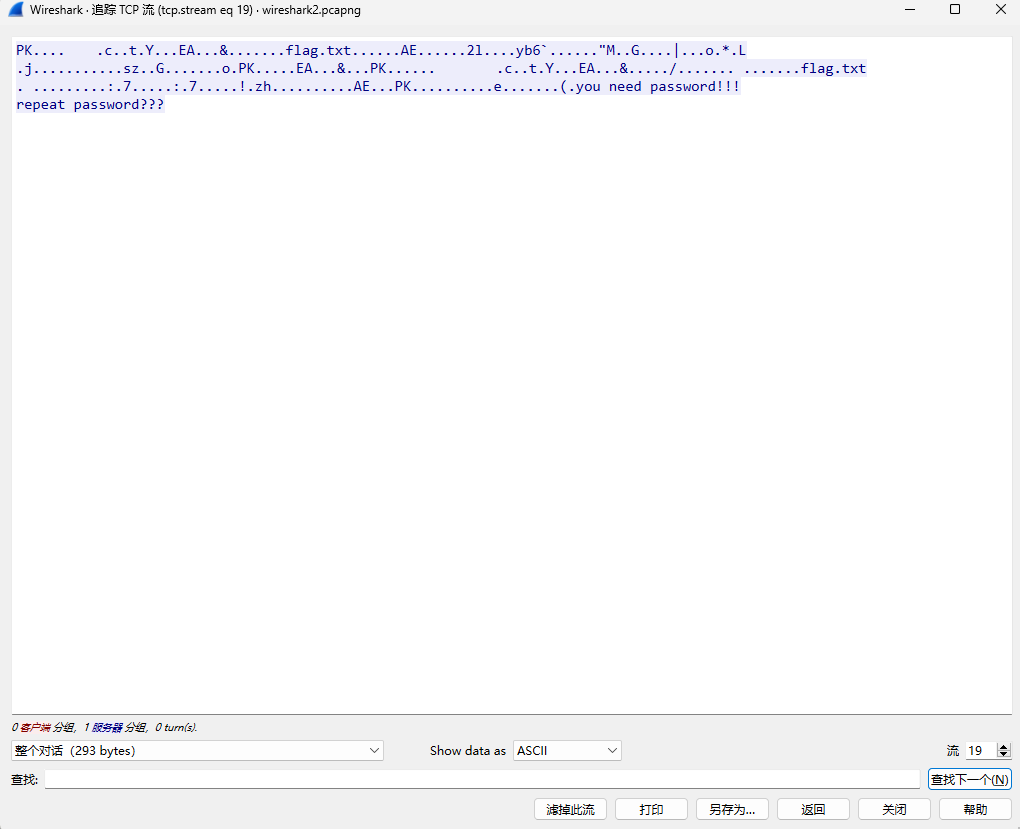 Wireshark · 追踪 TCP 流 (tcp.stream eq 19) · wireshark2.pcapng
PK.... .c..t.Y...EA...&.......flag.txt......AE......2l....yb6`......"M..G....|...o.*.L
.j...........sz..G.......o.PK.....EA...&...PK...... .c..t.Y...EA...&...../....... .......flag.txt
. .........:.7.....:.7.....!.zh..........AE...PK..........e.......(.you need password!!!
repeat password???
0 客户端 分组, 1 服务器 分组, 0 turn(s).
整个对话 (293 bytes) Show data as ASCII 流 19
查找: 查找下一个(N)
滤掉此流 打印 另存为... 返回 关闭 帮助